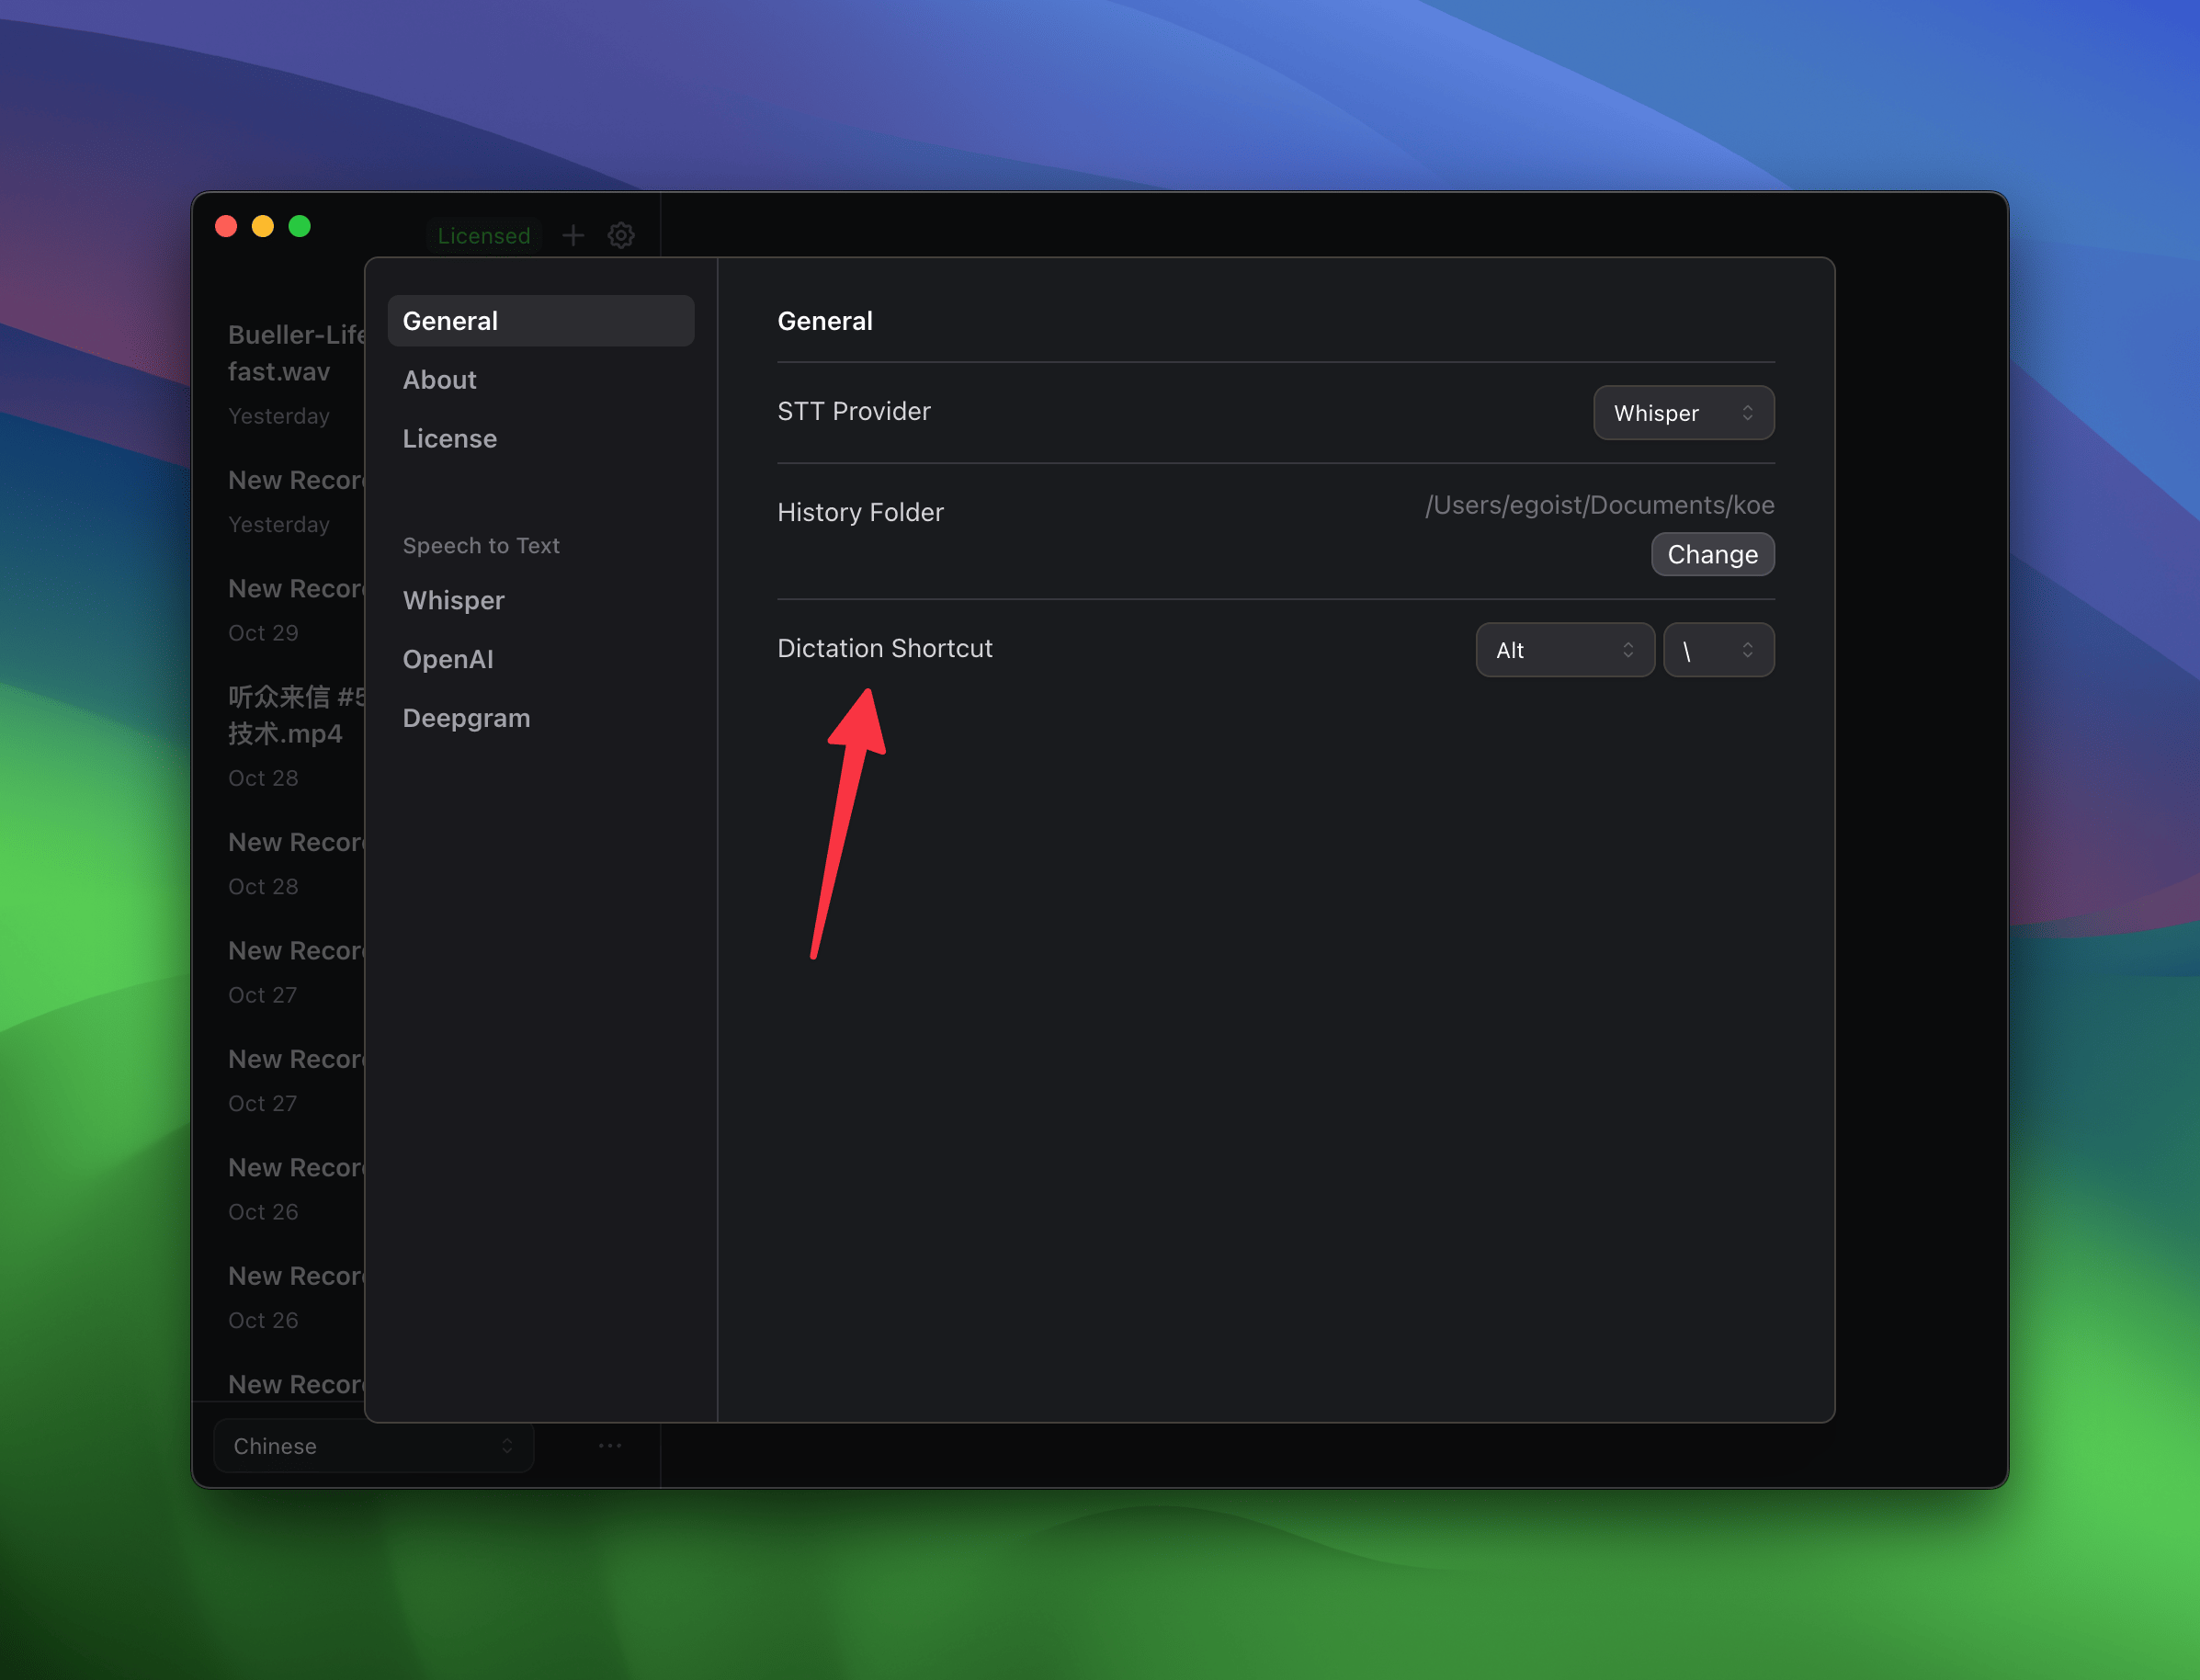 Licensed
Bueller-Life
fast.wav
Yesterday
New Recor
Yesterday
New Recor
Oct 29
听众来信 #5
技术.mp4
Oct 28
New Recor
Oct 28
New Recor
Oct 27
New Recor
Oct 27
New Recor
Oct 26
New Recor
Oct 26
New Recor
Chinese
General
About
License
Speech to Text
Whisper
OpenAI
Deepgram
General
STT Provider
Whisper
History Folder
/Users/egoist/Documents/koe
Change
Dictation Shortcut
Alt
\